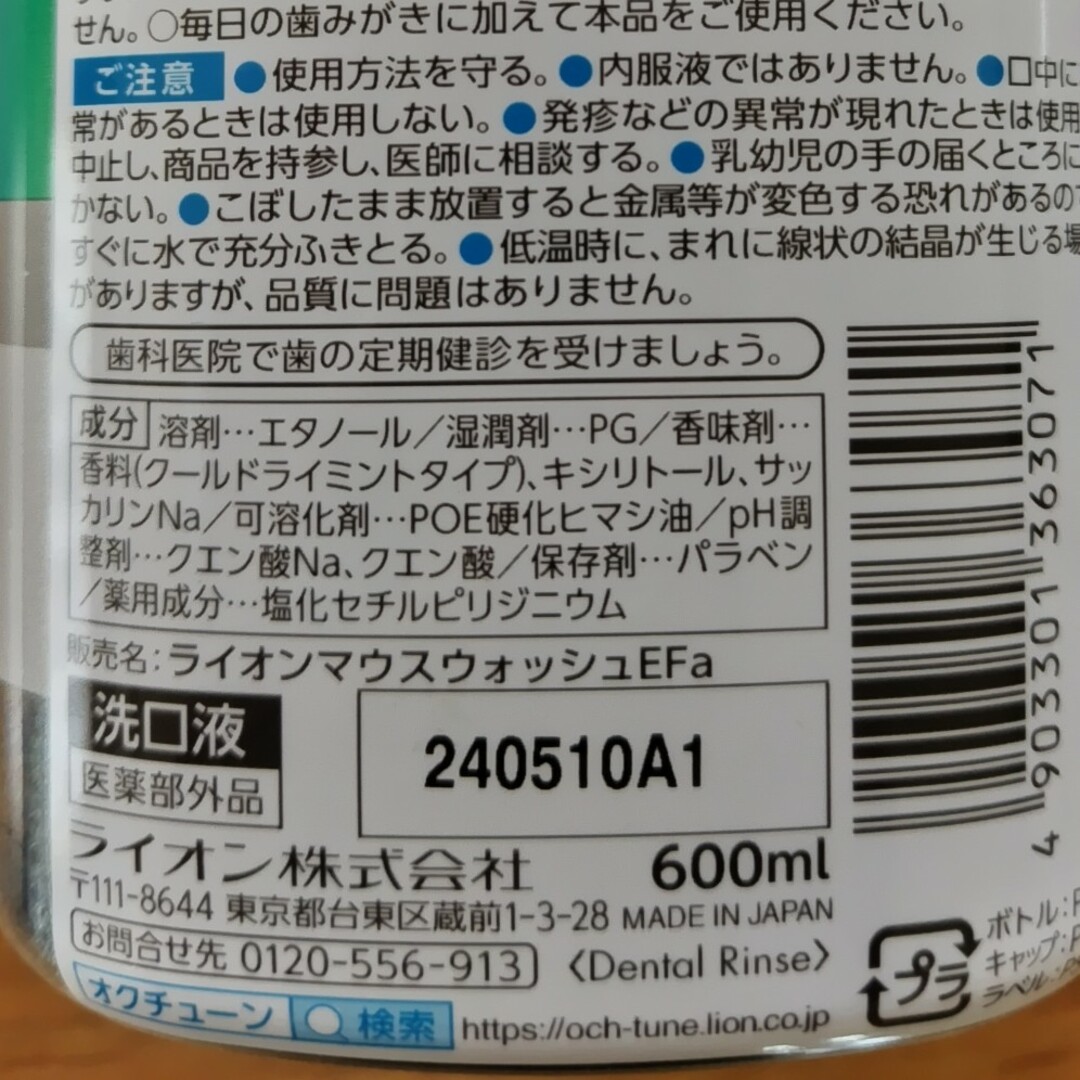 せん。○毎日の歯みがきに加えて本品をご使用ください。
ご注意 ●使用方法を守る。●内服液ではありません。●口中に
常があるときは使用しない。●発疹などの異常が現れたときは使用
中止し、商品を持参し、医師に相談する。●乳幼児の手の届くところに
かない。●こぼしたまま放置すると金属等が変色する恐れがあるので
すぐに水で充分ふきとる。●低温時に、まれに線状の結晶が生じる場
がありますが、品質に問題はありません。
歯科医院で歯の定期健診を受けましょう。
成分 溶剤…エタノール／湿潤剤…PG／香味剤…
香料(クールドライミントタイプ)、キシリトール、サッ
カリンNa／可溶化剤…POE硬化ヒマシ油／pH調
整剤…クエン酸Na、クエン酸／保存剤…パラベン
／薬用成分…塩化セチルピリジニウム
販売名：ライオンマウスウォッシュEFa
洗口液
医薬部外品
240510A1
4903301363071
ライオン株式会社 600ml
〒111-8644 東京都台東区蔵前1-3-28 MADE IN JAPAN
お問合せ先 0120-556-913 〈Dental Rinse〉
オクチューン 検索 https://och-tune.lion.co.jp
プラ
ボトル：
キャップ：
ラベル：